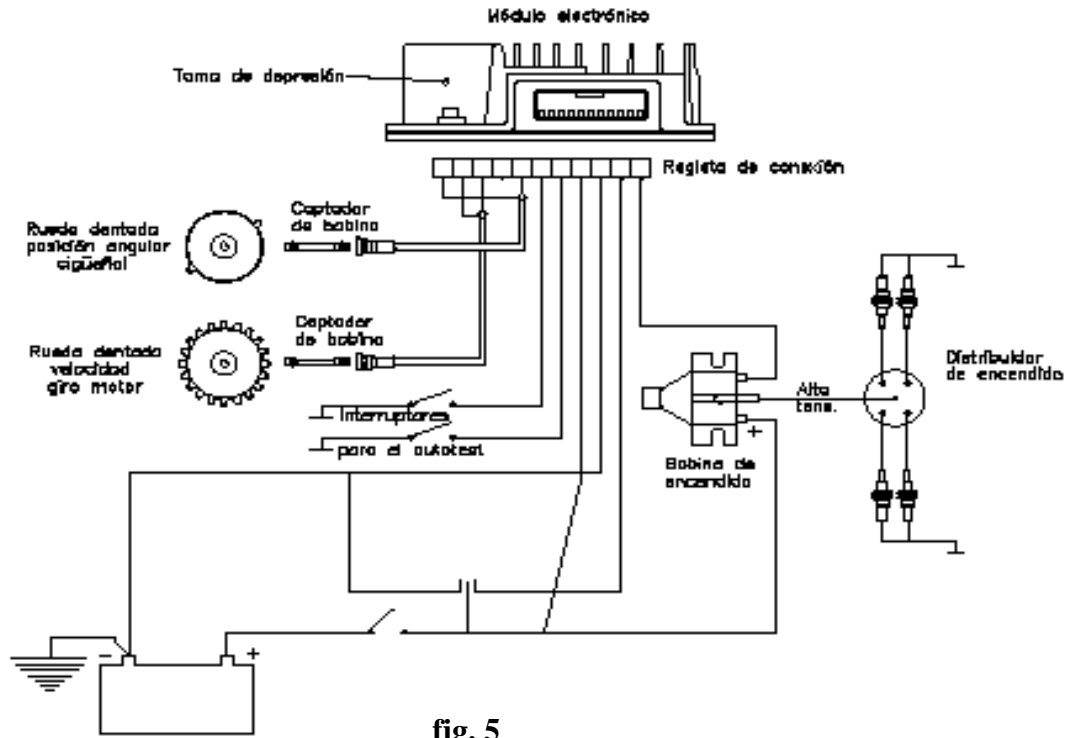 Módulo electrónico
Toma de depresión
Regleta de conexión
Rueda dentada
posición angular
cigüeñal
Captador
de bobina
Rueda dentada
velocidad
giro motor
Captador
de bobina
Interruptores
para el autotest
Alta
tens.
Distribuidor
de encendido
+
Bobina de
encendido
-
+
fig. 5